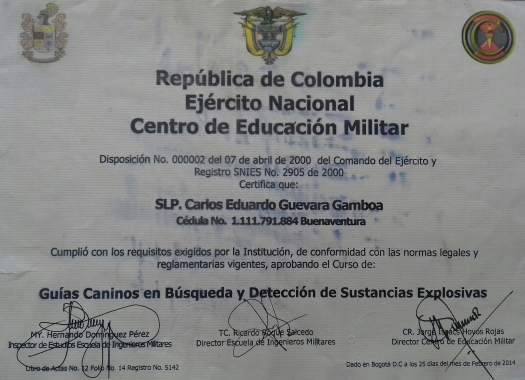 República de Colombia
Ejército Nacional
Centro de Educación Militar
Disposición No. 000002 del 07 de abril de 2000 del Comando del Ejército y
Registro SNIES No. 2905 de 2000
Certifica que:
SLP. Carlos Eduardo Guevara Gamboa
Cédula No. 1.111.791.884 Buenaventura
Cumplió con los requisitos exigidos por la Institución, de conformidad con las normas legales y
reglamentarias vigentes, aprobando el Curso de:
Guías Caninos en Búsqueda y Detección de Sustancias Explosivas
MY. Hernando Domínguez Pérez
Inspector de Estudios Escuela de Ingenieros Militares
TC. Ricardo Roque Salcedo
Director Escuela de Ingenieros Militares
CR. Jorge Isaacs Hoyos Rojas
Director Centro de Educación Militar
Libro de Actas No. 12 Folio No. 14 Registro No. 5142
Dado en Bogotá D.C a los 25 días del mes de Febrero 2014